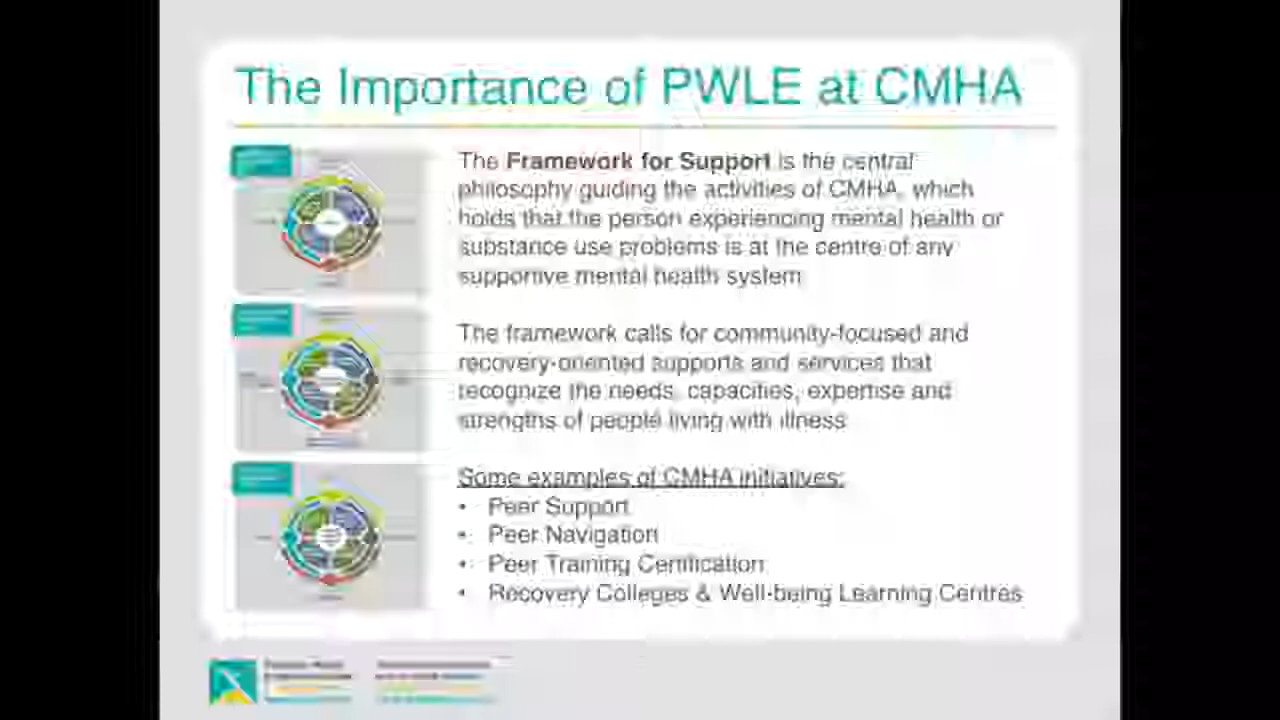 The Importance of PWLE at CMHA
The Framework for Support is the central
philosophy guiding the activities of CMHA, which
holds that the person experiencing mental health or
substance use problems is at the centre of any
supportive mental health system
The framework calls for community-focused and
recovery-oriented supports and services that
recognize the needs, capacities, expertise and
strengths of people living with illness
Some examples of CMHA initiatives:
• Peer Support
• Peer Navigation
• Peer Training Certification
• Recovery Colleges & Well-being Learning Centres